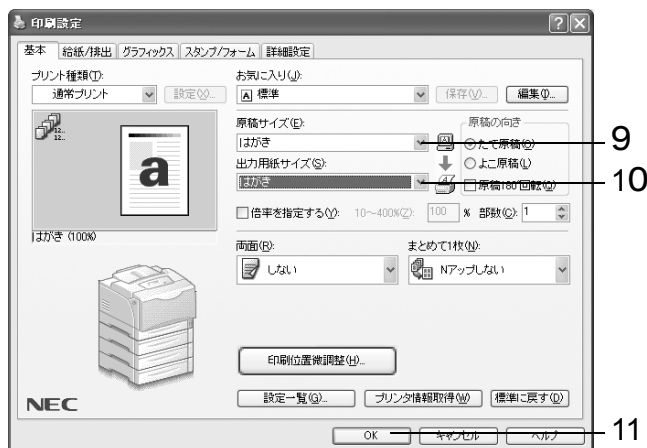 印刷設定
基本 給紙/排出 グラフィックス スタンプ/フォーム 詳細設定
プリント種類(T): お気に入り(J):
通常プリント 設定(X)... A 標準 保存(V)... 編集(I)...
12.. 12..
a
はがき (100%)
原稿サイズ(E): 原稿の向き
はがき たて原稿(O) 9
出力用紙サイズ(S): よこ原稿(L)
はがき 原稿180°回転(Q) 10
倍率を指定する(Y): 10～400%(Z): 100 % 部数(C): 1
両面(R): まとめて1枚(N):
しない Nアップしない
印刷位置微調整(H)...
NEC 設定一覧(G)... プリンタ情報取得(W) 標準に戻す(D)
OK キャンセル ヘルプ 11